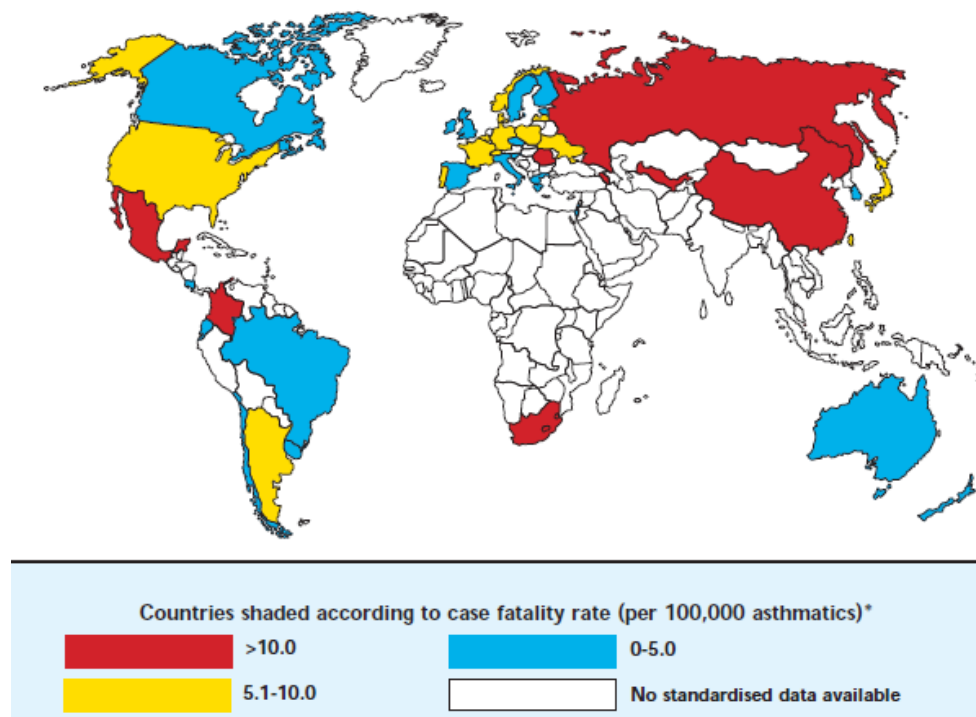 Countries shaded according to case fatality rate (per 100,000 asthmatics)*
>10.0
0-5.0
5.1-10.0
No standardised data available